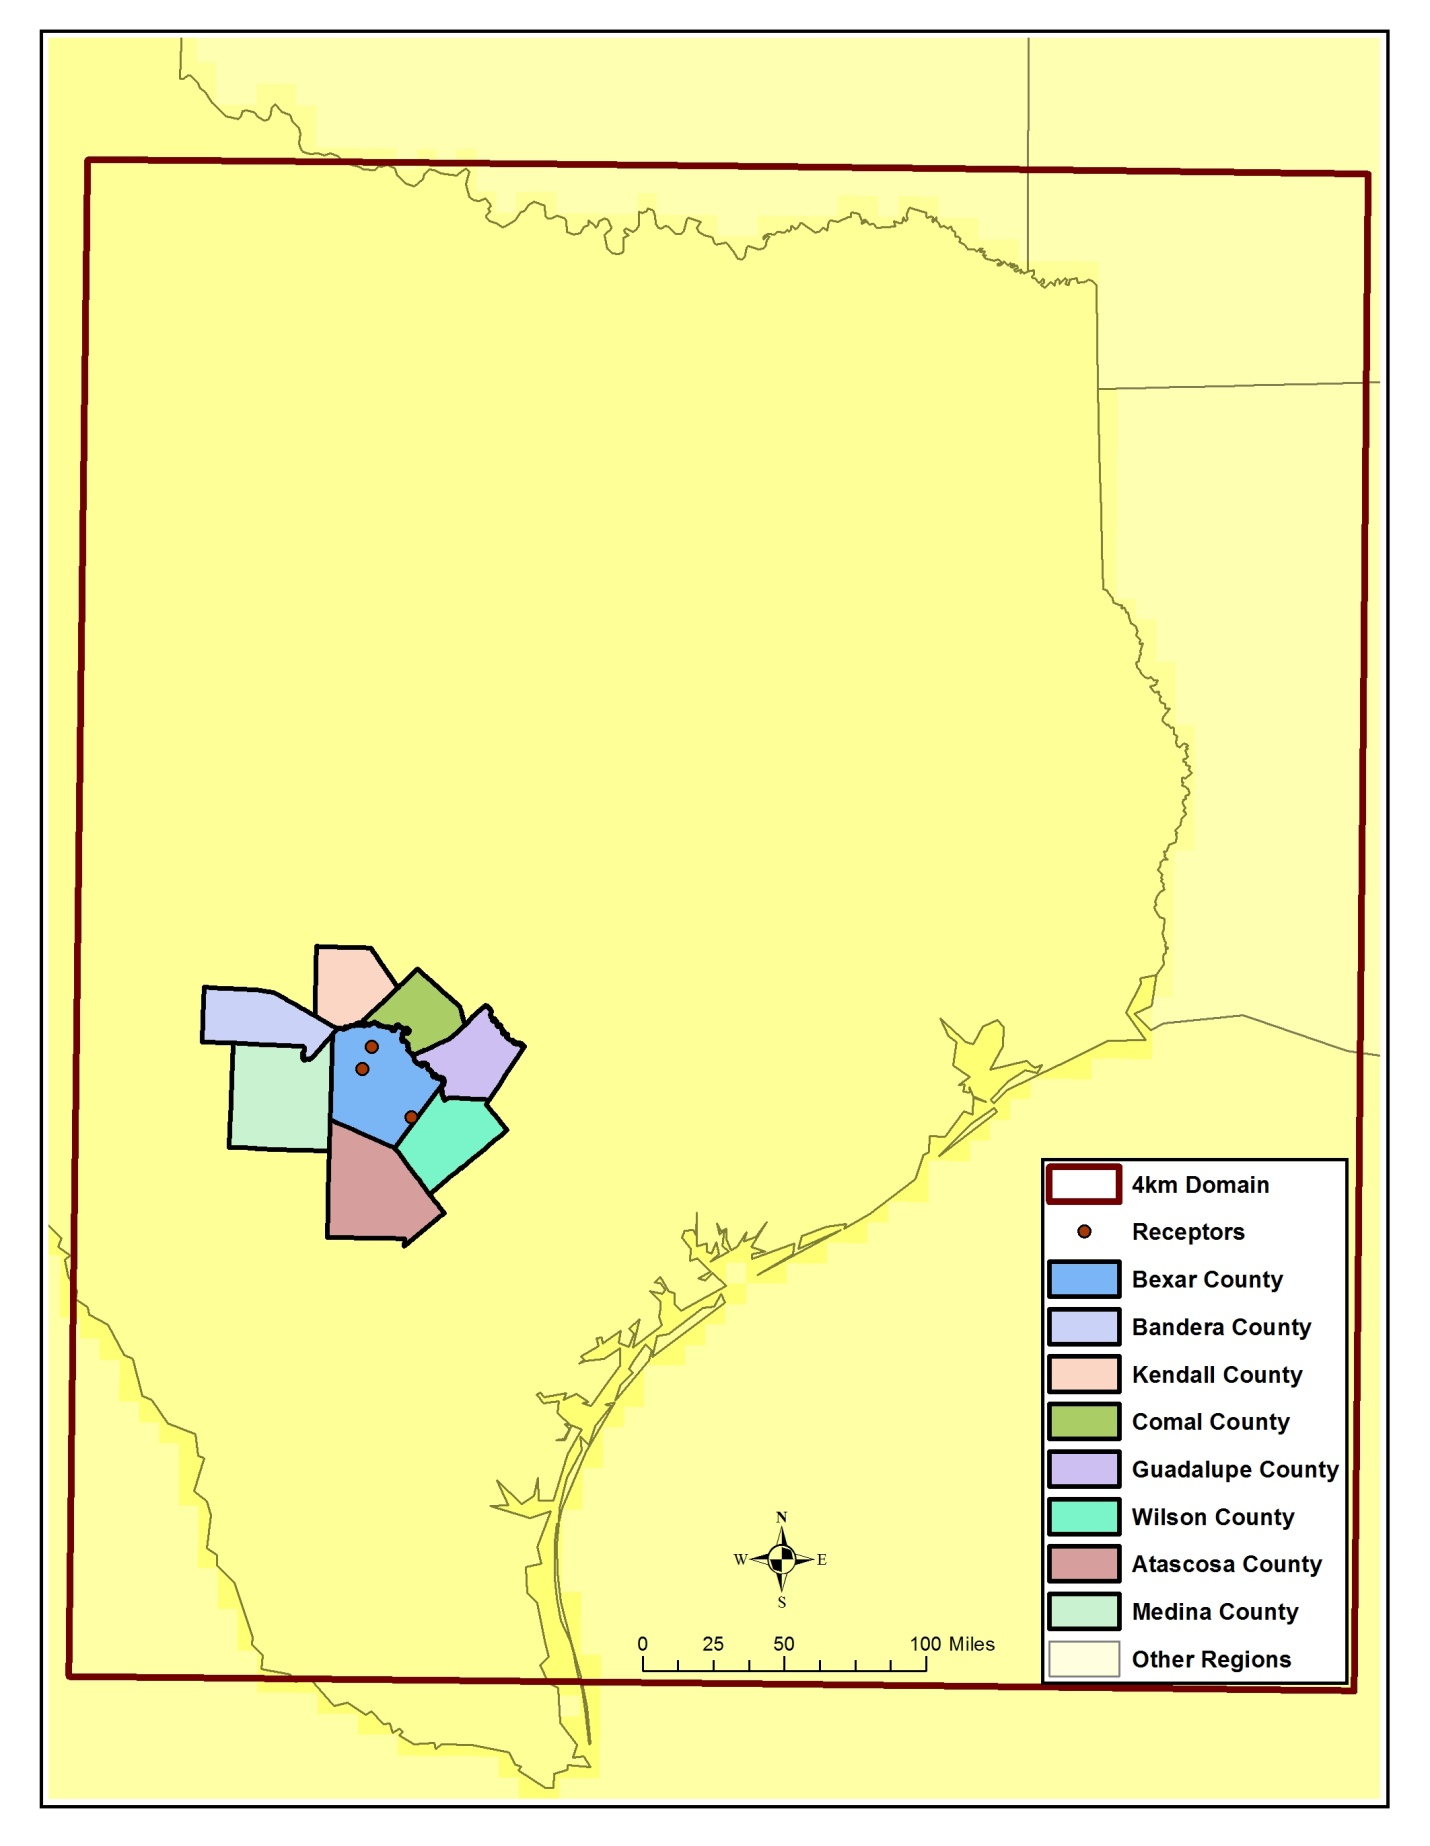 4km Domain
Receptors
Bexar County
Bandera County
Kendall County
Comal County
Guadalupe County
Wilson County
Atascosa County
Medina County
Other Regions
N
W E
S
0 25 50 100 Miles